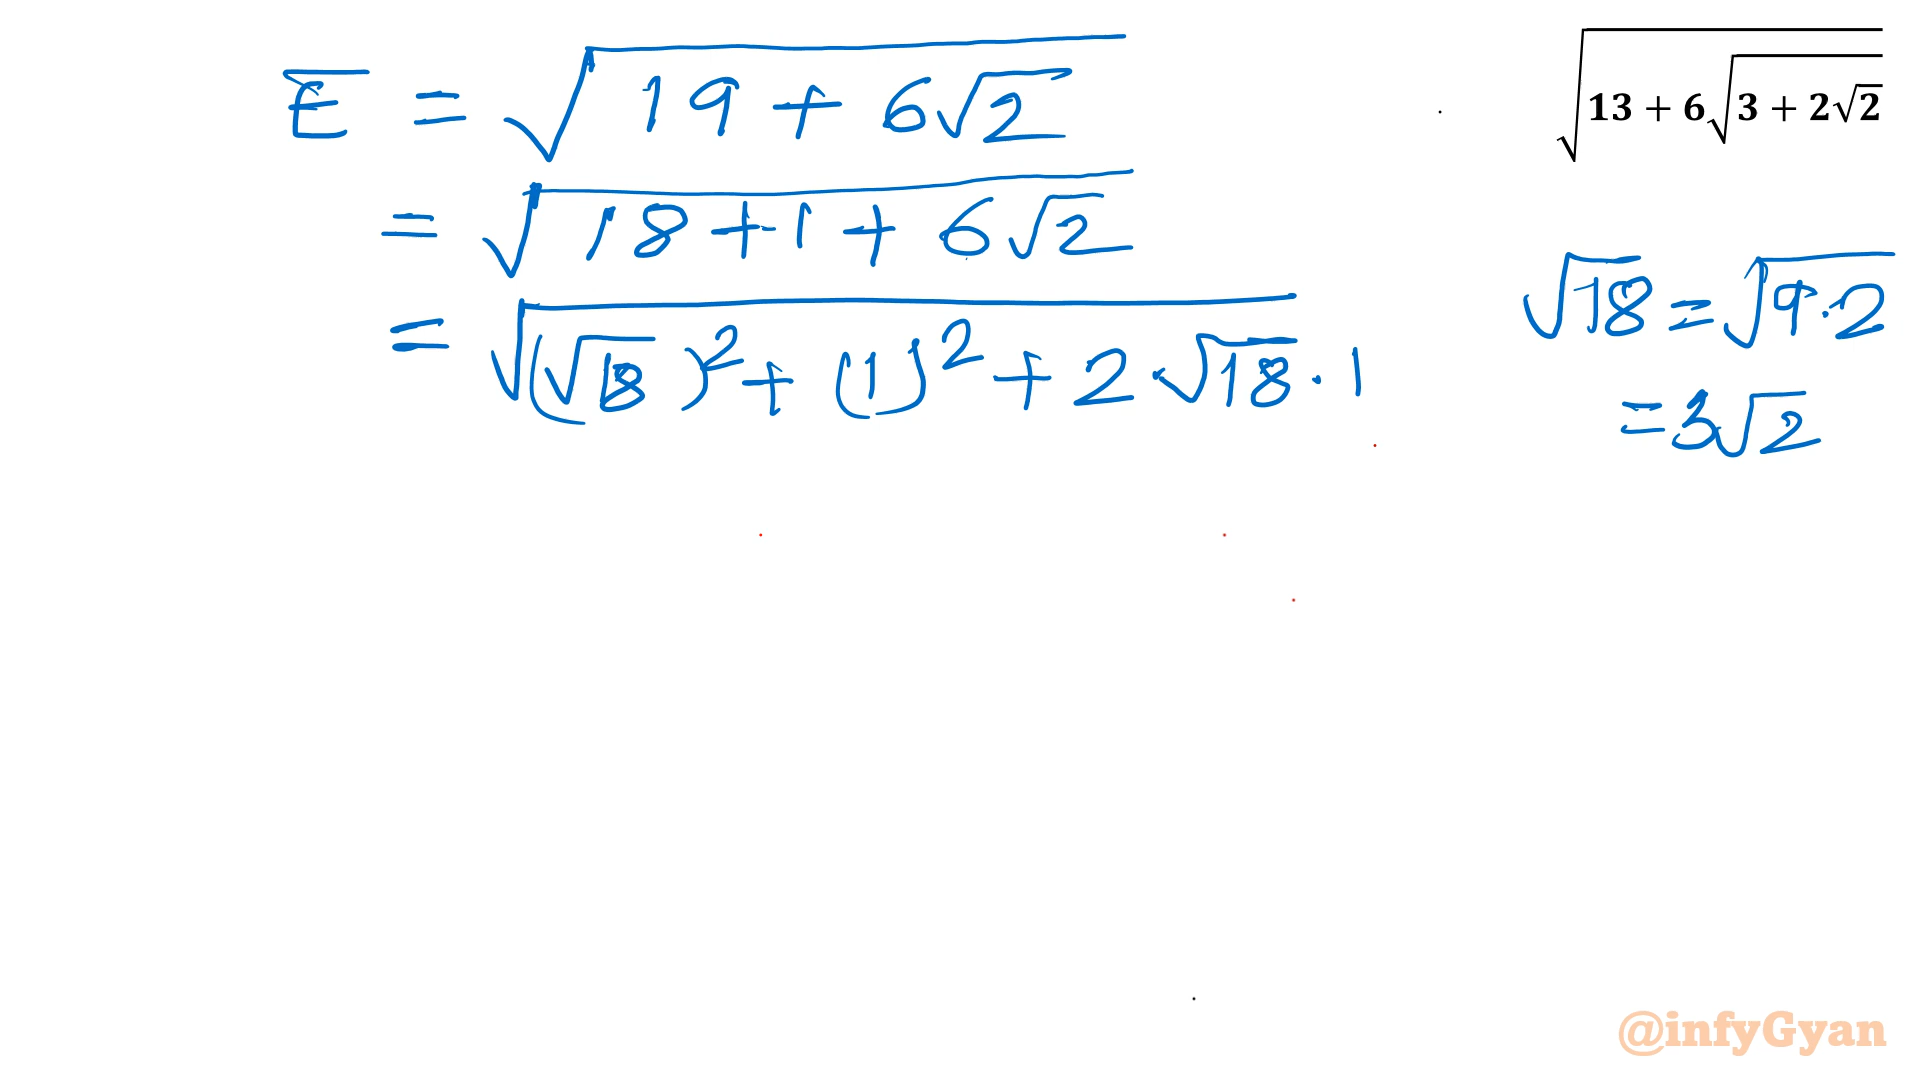 E = √(19 + 6√2)
√(13 + 6√(3 + 2√2))
= √(18 + 1 + 6√2)
= √((√18)² + (1)² + 2·√18·1)
√18 = √(9·2)
= 3√2
@infyGyan